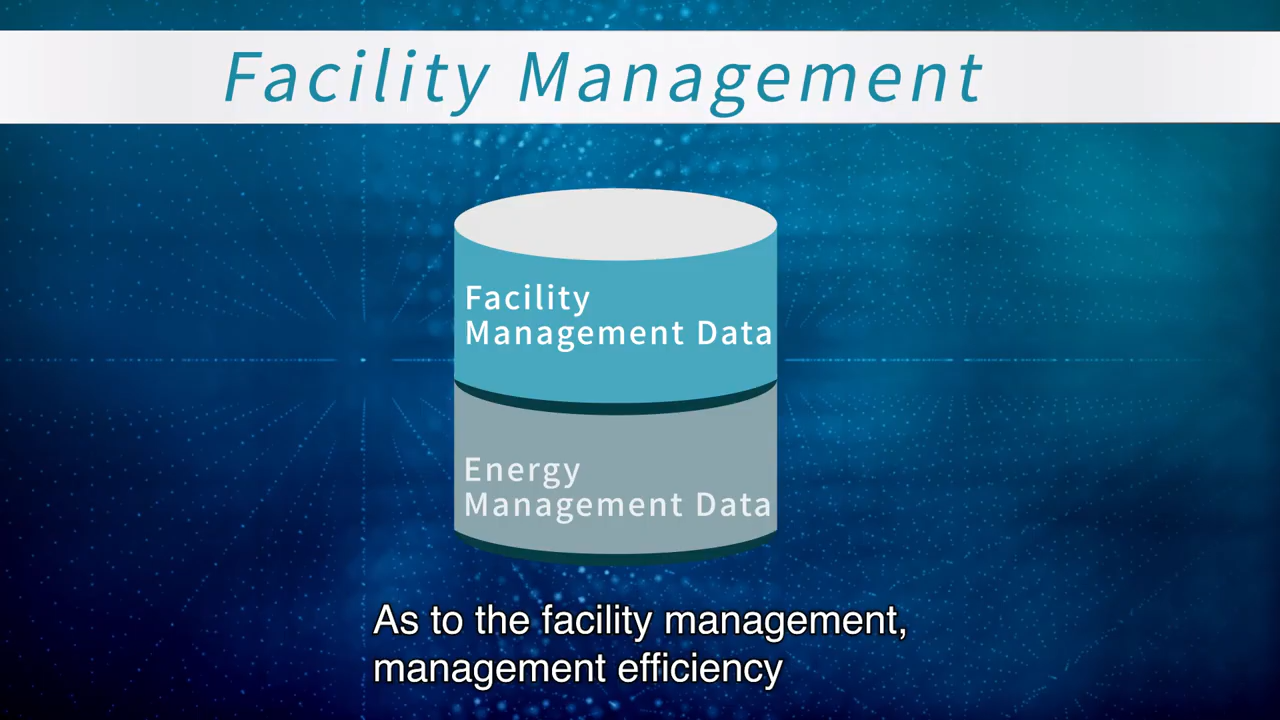 Facility Management
Facility
Management Data
Energy
Management Data
As to the facility management,
management efficiency